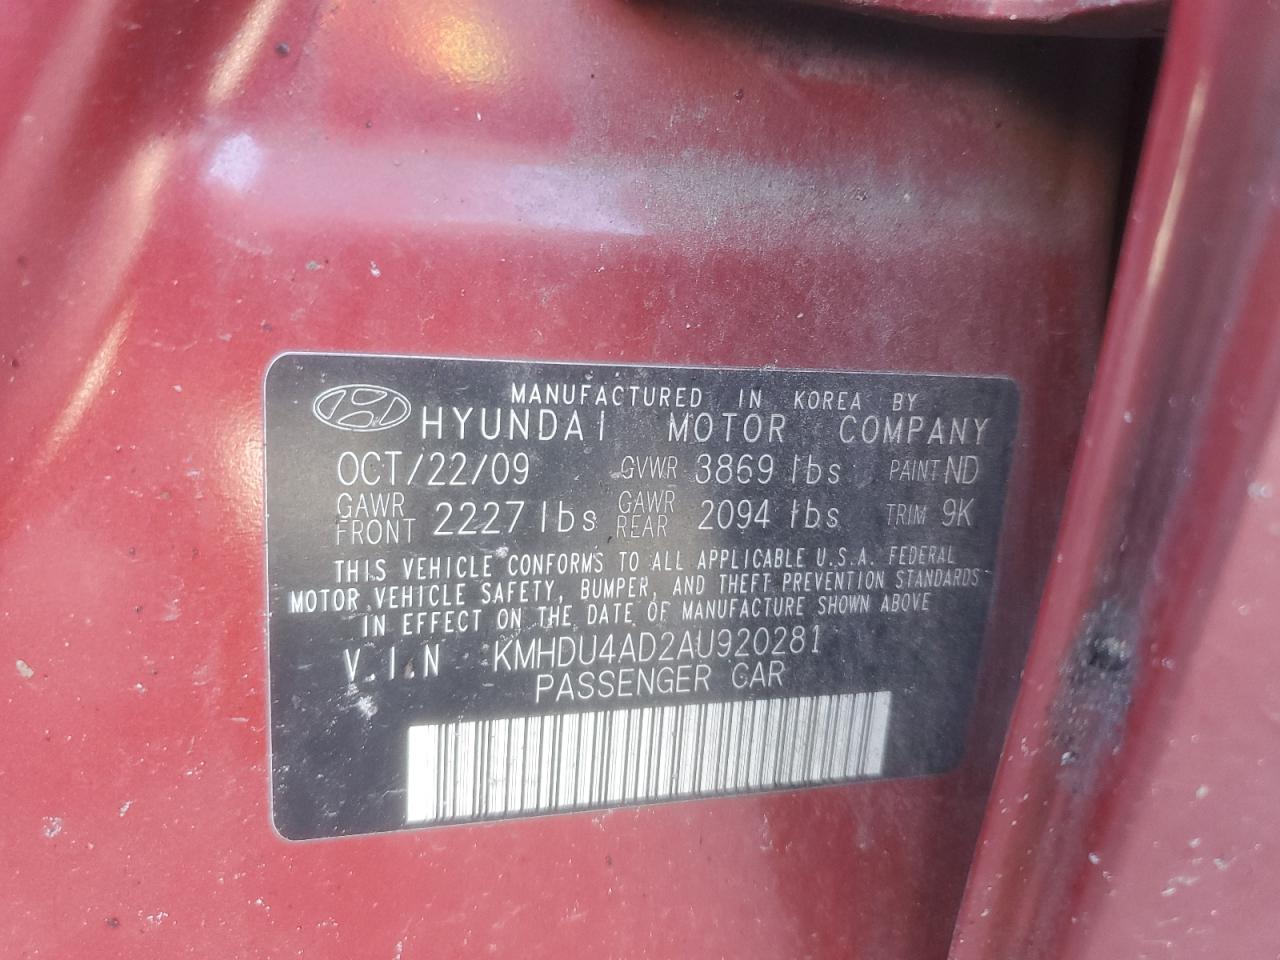 MANUFACTURED IN KOREA BY
HYUNDAI MOTOR COMPANY
OCT/22/09 GVWR 3869 lbs PAINT ND
GAWR FRONT 2227 lbs GAWR REAR 2094 lbs TRIM 9K
THIS VEHICLE CONFORMS TO ALL APPLICABLE U.S.A. FEDERAL
MOTOR VEHICLE SAFETY, BUMPER, AND THEFT PREVENTION STANDARDS
IN EFFECT ON THE DATE OF MANUFACTURE SHOWN ABOVE
V.I.N KMHDU4AD2AU920281
PASSENGER CAR